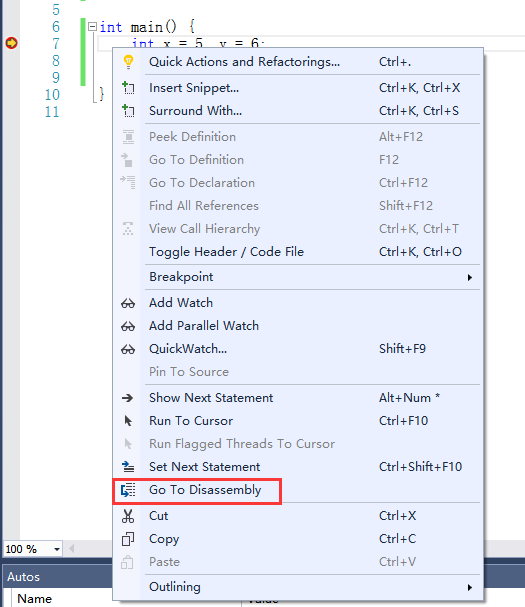 5
6 int main() {
7 int x = 5, y = 6;
8
9
10 }
11
Quick Actions and Refactorings... Ctrl+.
Insert Snippet... Ctrl+K, Ctrl+X
Surround With... Ctrl+K, Ctrl+S
Peek Definition Alt+F12
Go To Definition F12
Go To Declaration Ctrl+F12
Find All References Shift+F12
View Call Hierarchy Ctrl+K, Ctrl+T
Toggle Header / Code File Ctrl+K, Ctrl+O
Breakpoint
Add Watch
Add Parallel Watch
QuickWatch... Shift+F9
Pin To Source
Show Next Statement Alt+Num *
Run To Cursor Ctrl+F10
Run Flagged Threads To Cursor
Set Next Statement Ctrl+Shift+F10
Go To Disassembly
Cut Ctrl+X
Copy Ctrl+C
Paste Ctrl+V
Outlining
100 %
Autos
Name Value